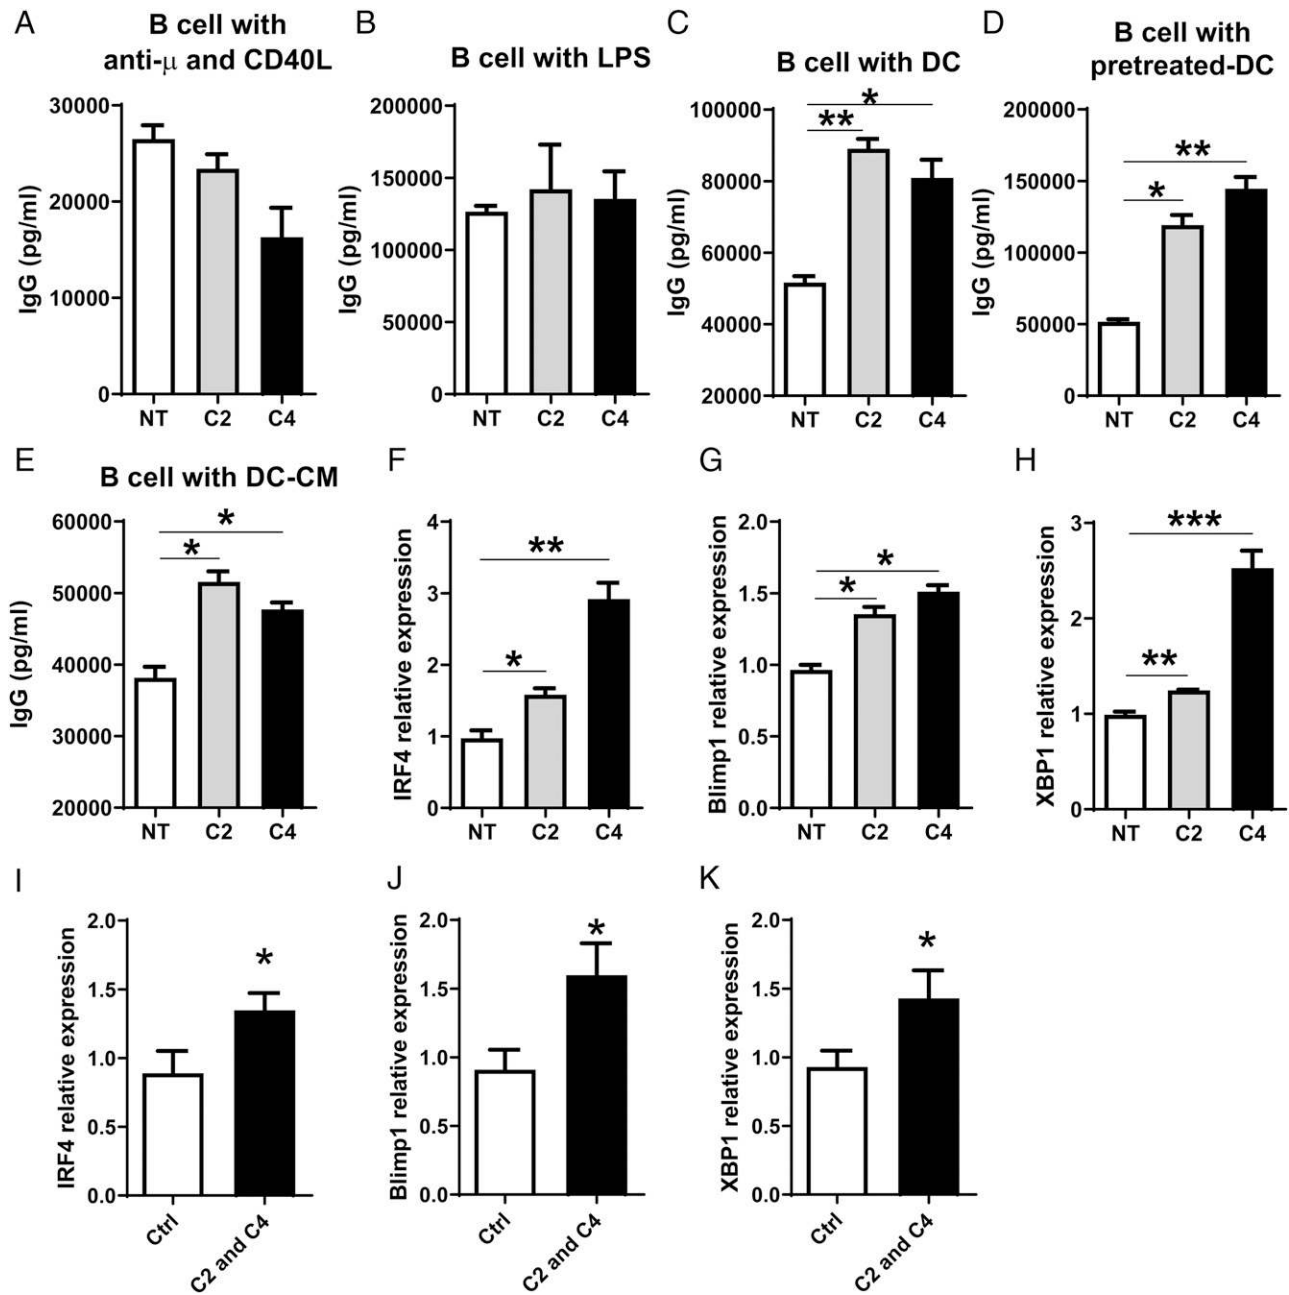 A
B cell with
anti-μ and CD40L
IgG (pg/ml)
30000
20000
10000
0
NT C2 C4
B
B cell with LPS
IgG (pg/ml)
200000
150000
100000
50000
0
NT C2 C4
C
B cell with DC
IgG (pg/ml)
100000
80000
60000
40000
20000
*
**
NT C2 C4
D
B cell with
pretreated-DC
IgG (pg/ml)
200000
150000
100000
50000
0
**
*
NT C2 C4
E
B cell with DC-CM
IgG (pg/ml)
60000
50000
40000
30000
20000
*
*
NT C2 C4
F
IRF4 relative expression
4
3
2
1
0
**
*
NT C2 C4
G
Blimp1 relative expression
2.0
1.5
1.0
0.5
0.0
*
*
NT C2 C4
H
XBP1 relative expression
3
2
1
0
***
**
NT C2 C4
I
IRF4 relative expression
2.0
1.5
1.0
0.5
0.0
*
Ctrl
C2 and C4
J
Blimp1 relative expression
2.0
1.5
1.0
0.5
0.0
*
Ctrl
C2 and C4
K
XBP1 relative expression
2.0
1.5
1.0
0.5
0.0
*
Ctrl
C2 and C4